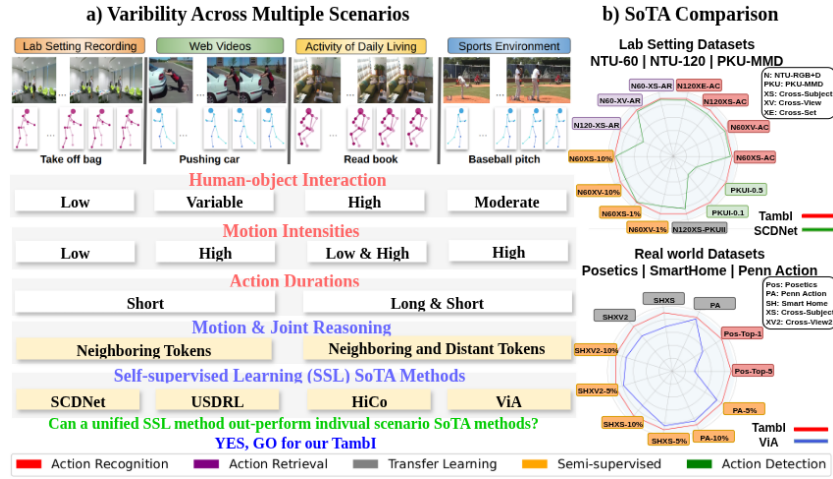 a) Varibility Across Multiple Scenarios
Lab Setting Recording
Web Videos
Activity of Daily Living
Sports Environment
...
...
...
...
...
...
...
...
Take off bag
Pushing car
Read book
Baseball pitch
Human-object Interaction
Low
Variable
High
Moderate
Motion Intensities
Low
High
Low & High
High
Action Durations
Short
Long & Short
Motion & Joint Reasoning
Neighboring Tokens
Neighboring and Distant Tokens
Self-supervised Learning (SSL) SoTA Methods
SCDNet
USDRL
HiCo
ViA
Can a unified SSL method out-perform indivual scenario SoTA methods?
YES, GO for our TambI
b) SoTA Comparison
Lab Setting Datasets
NTU-60 | NTU-120 | PKU-MMD
N: NTU-RGB+D
PKU: PKU-MMD
XS: Cross-Subject
XV: Cross-View
XE: Cross-Set
N60-XS-AR
N120XE-AC
N60-XV-AR
N120XS-AC
N120-XS-AR
N60XV-AC
N60XS-10%
N60XS-AC
N60XV-10%
PKUI-0.5
N60XS-1%
PKUI-0.1
N60XV-1%
N120XS-PKUII
TambI
SCDNet
Real world Datasets
Posetics | SmartHome | Penn Action
Pos: Posetics
PA: Penn Action
SH: Smart Home
XS: Cross-Subject
XV2: Cross-View2
SHXS
PA
SHXV2
Pos-Top-1
SHXV2-10%
Pos-Top-5
SHXV2-5%
PA-5%
SHXS-10%
PA-10%
SHXS-5%
TambI
ViA
Action Recognition
Action Retrieval
Transfer Learning
Semi-supervised
Action Detection